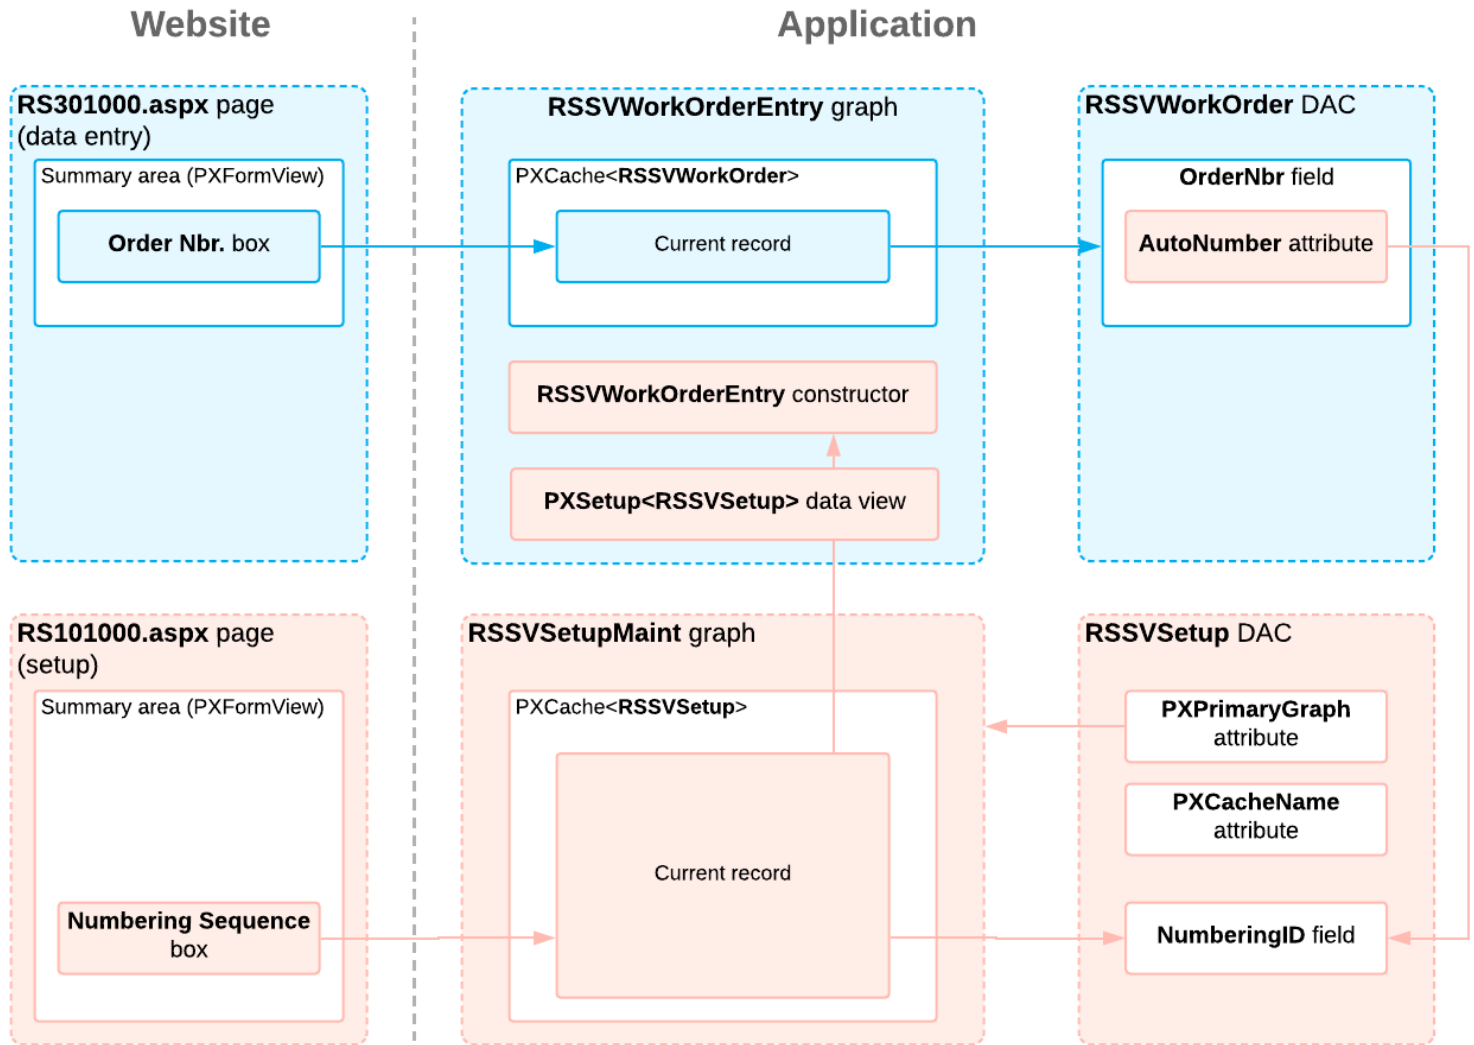 Website
Application
RS301000.aspx page
(data entry)
Summary area (PXFormView)
Order Nbr. box
RSSVWorkOrderEntry graph
PXCache<RSSVWorkOrder>
Current record
RSSVWorkOrderEntry constructor
PXSetup<RSSVSetup> data view
RSSVWorkOrder DAC
OrderNbr field
AutoNumber attribute
RS101000.aspx page
(setup)
Summary area (PXFormView)
Numbering Sequence
box
RSSVSetupMaint graph
PXCache<RSSVSetup>
Current record
RSSVSetup DAC
PXPrimaryGraph
attribute
PXCacheName
attribute
NumberingID field